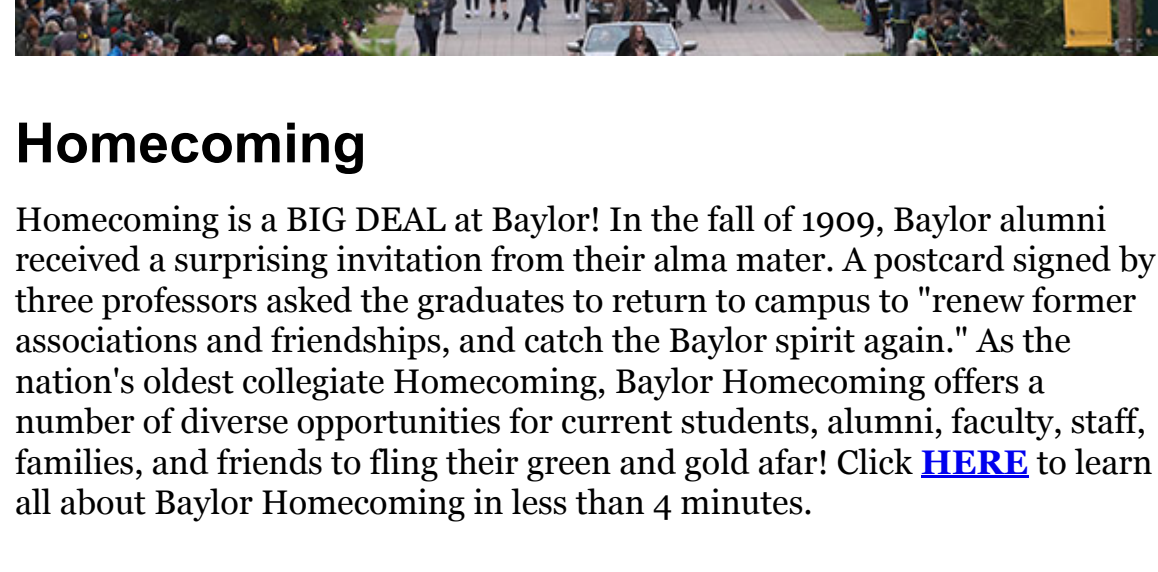 Homecoming
Homecoming is a BIG DEAL at Baylor! In the fall of 1909, Baylor alumni
received a surprising invitation from their alma mater. A postcard signed by
three professors asked the graduates to return to campus to "renew former
associations and friendships, and catch the Baylor spirit again." As the
nation's oldest collegiate Homecoming, Baylor Homecoming offers a
number of diverse opportunities for current students, alumni, faculty, staff,
families, and friends to fling their green and gold afar! Click HERE to learn
all about Baylor Homecoming in less than 4 minutes.